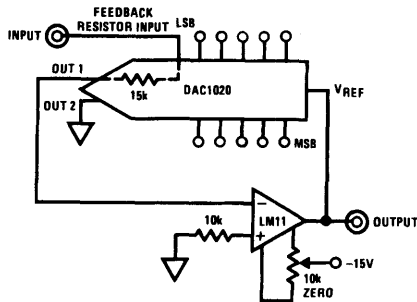 FEEDBACK
RESISTOR INPUT
LSB
INPUT
OUT 1
OUT 2
15k
DAC1020
VREF
MSB
10k
−
+
LM11
OUTPUT
−15V
10k
ZERO